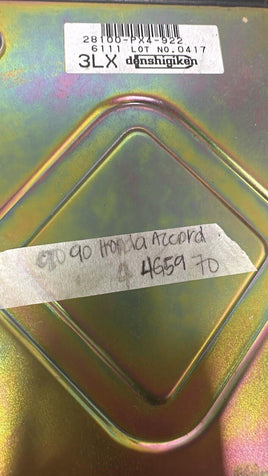 28100-PX4-922
6111 LOT NO.0417
3LX denshigiken
90 Honda Accord
4659 70